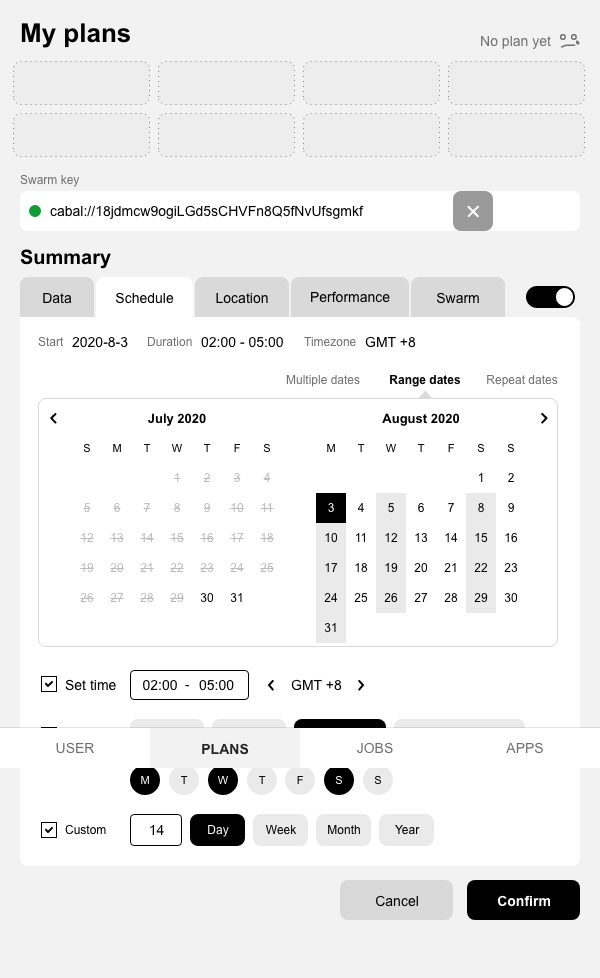 My plans
No plan yet
Swarm key
cabal://18jdmcw9ogiLGd5sCHVFn8Q5fNvUfsgmkf
Summary
Data Schedule Location Performance Swarm
Start 2020-8-3 Duration 02:00 - 05:00 Timezone GMT +8
Multiple dates Range dates Repeat dates
July 2020 August 2020
S M T W T F S M T W T F S S
1 2 3 4 1 2
5 6 7 8 9 10 11 3 4 5 6 7 8 9
12 13 14 15 16 17 18 10 11 12 13 14 15 16
19 20 21 22 23 24 25 17 18 19 20 21 22 23
26 27 28 29 30 31 24 25 26 27 28 29 30
31
Set time 02:00 - 05:00 GMT +8
USER PLANS JOBS APPS
M T W T F S S
Custom 14 Day Week Month Year
Cancel Confirm